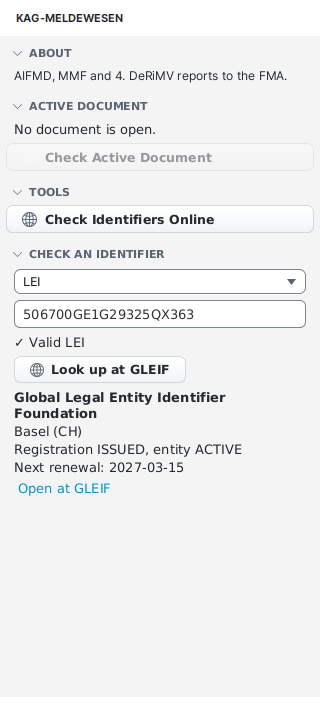 KAG-MELDEWESEN
ABOUT
AIFMD, MMF and 4. DeRiMV reports to the FMA.
ACTIVE DOCUMENT
No document is open.
Check Active Document
TOOLS
Check Identifiers Online
CHECK AN IDENTIFIER
LEI
506700GE1G29325QX363
✓ Valid LEI
Look up at GLEIF
Global Legal Entity Identifier
Foundation
Basel (CH)
Registration ISSUED, entity ACTIVE
Next renewal: 2027-03-15
Open at GLEIF